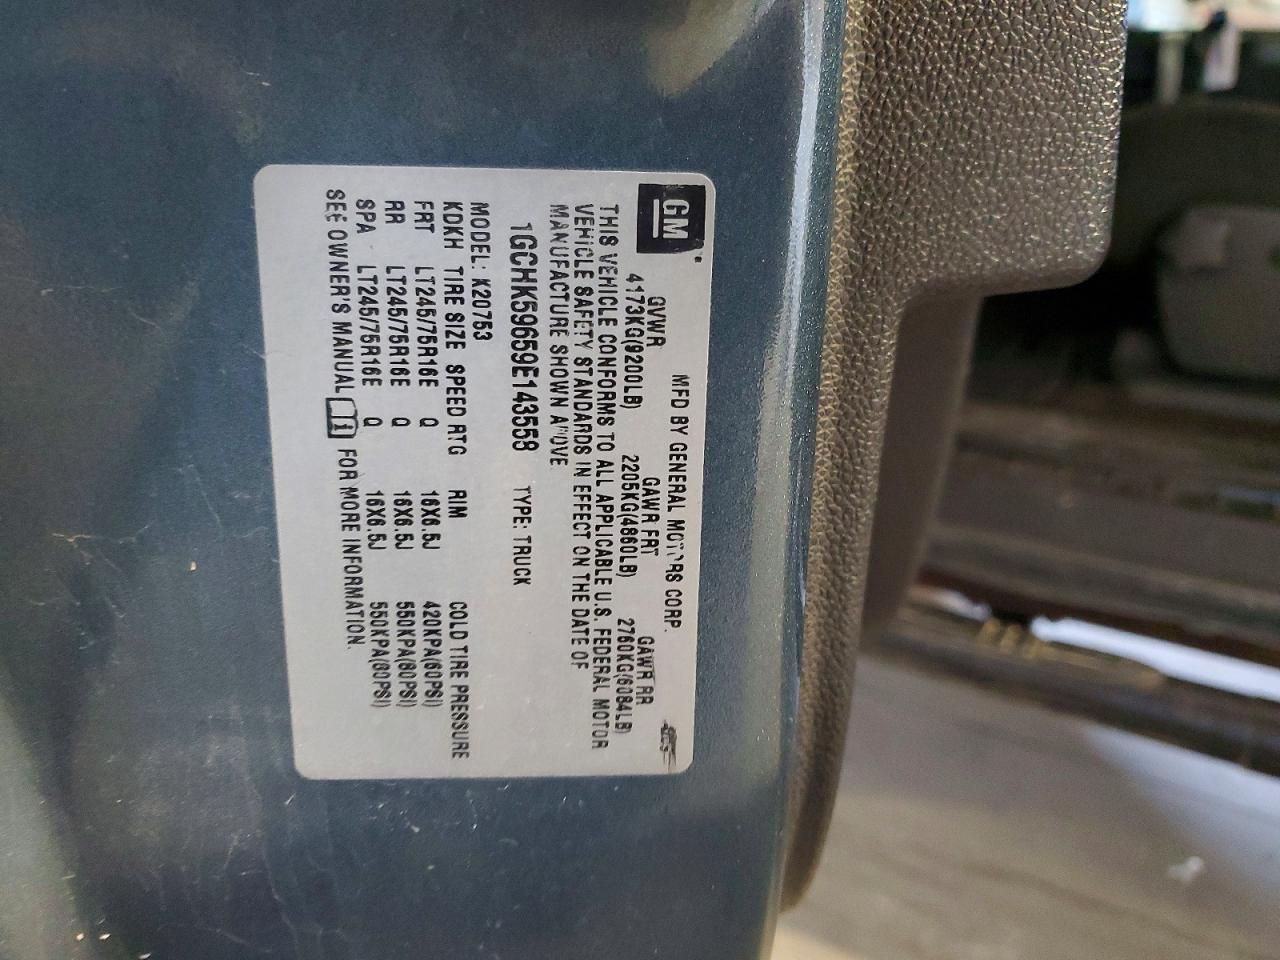 GM
MFD BY GENERAL MOTORS CORP.
GVWR GAWR FRT GAWR RR
4173KG(9200LB) 2205KG(4860LB) 2760KG(6084LB)
THIS VEHICLE CONFORMS TO ALL APPLICABLE U.S. FEDERAL MOTOR
VEHICLE SAFETY STANDARDS IN EFFECT ON THE DATE OF
MANUFACTURE SHOWN ABOVE
1GCHK59659E143558 TYPE: TRUCK
MODEL: K20753
KDKH TIRE SIZE SPEED RTG RIM COLD TIRE PRESSURE
FRT LT245/75R16E Q 16X6.5J 420KPA(60PSI)
RR LT245/75R16E Q 16X6.5J 550KPA(80PSI)
SPA LT245/75R16E Q 16X6.5J 550KPA(80PSI)
SEE OWNER'S MANUAL i FOR MORE INFORMATION.